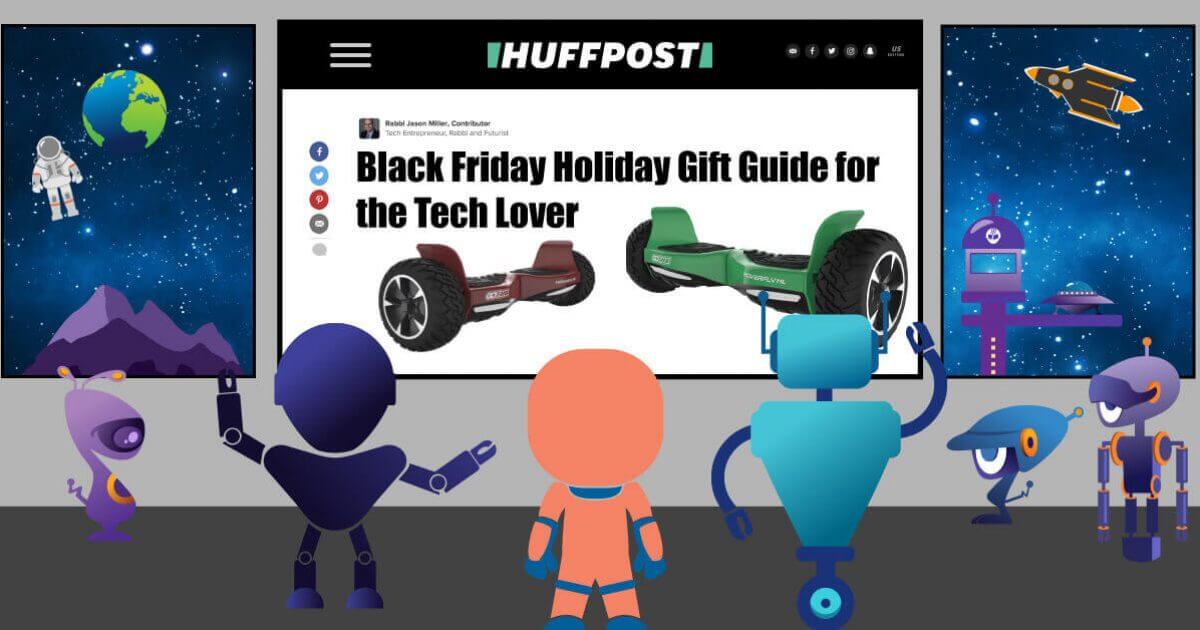 HUFFPOST
US
EDITION
Rabbi Jason Miller, Contributor
Tech Entrepreneur, Rabbi and Futurist
Black Friday Holiday Gift Guide for
the Tech Lover